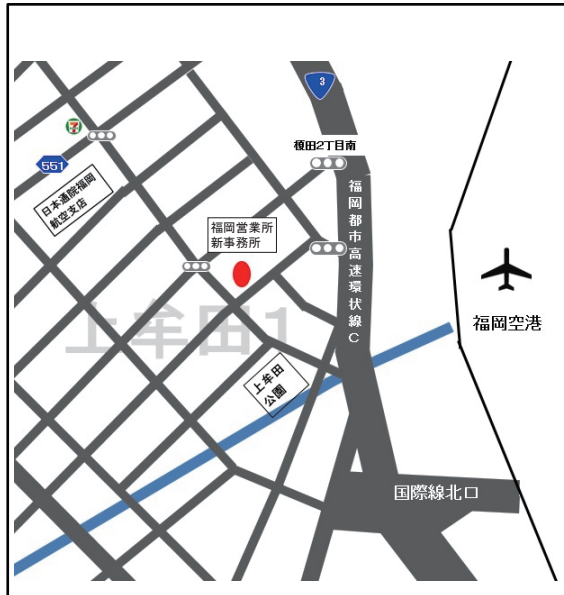 3
榎田2丁目南
7
551
日本通院福岡
航空支店
福岡都市高速環状線C
福岡営業所
新事務所
上牟田1
福岡空港
上牟田
公園
国際線北口